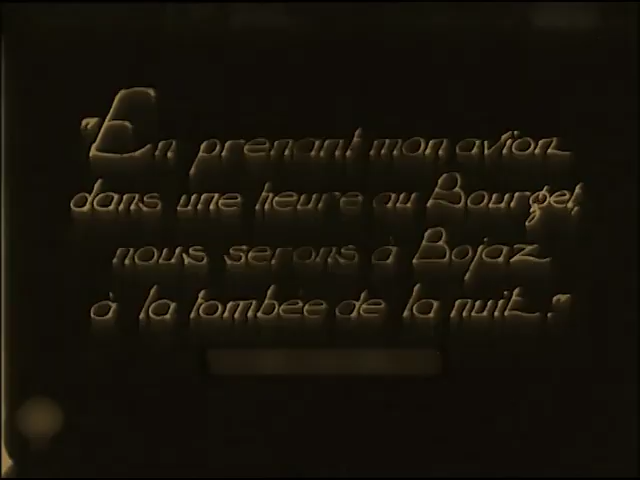 "En prenant mon avion
dans une heure au Bourget,
nous serons à Bojaz
à la tombée de la nuit."